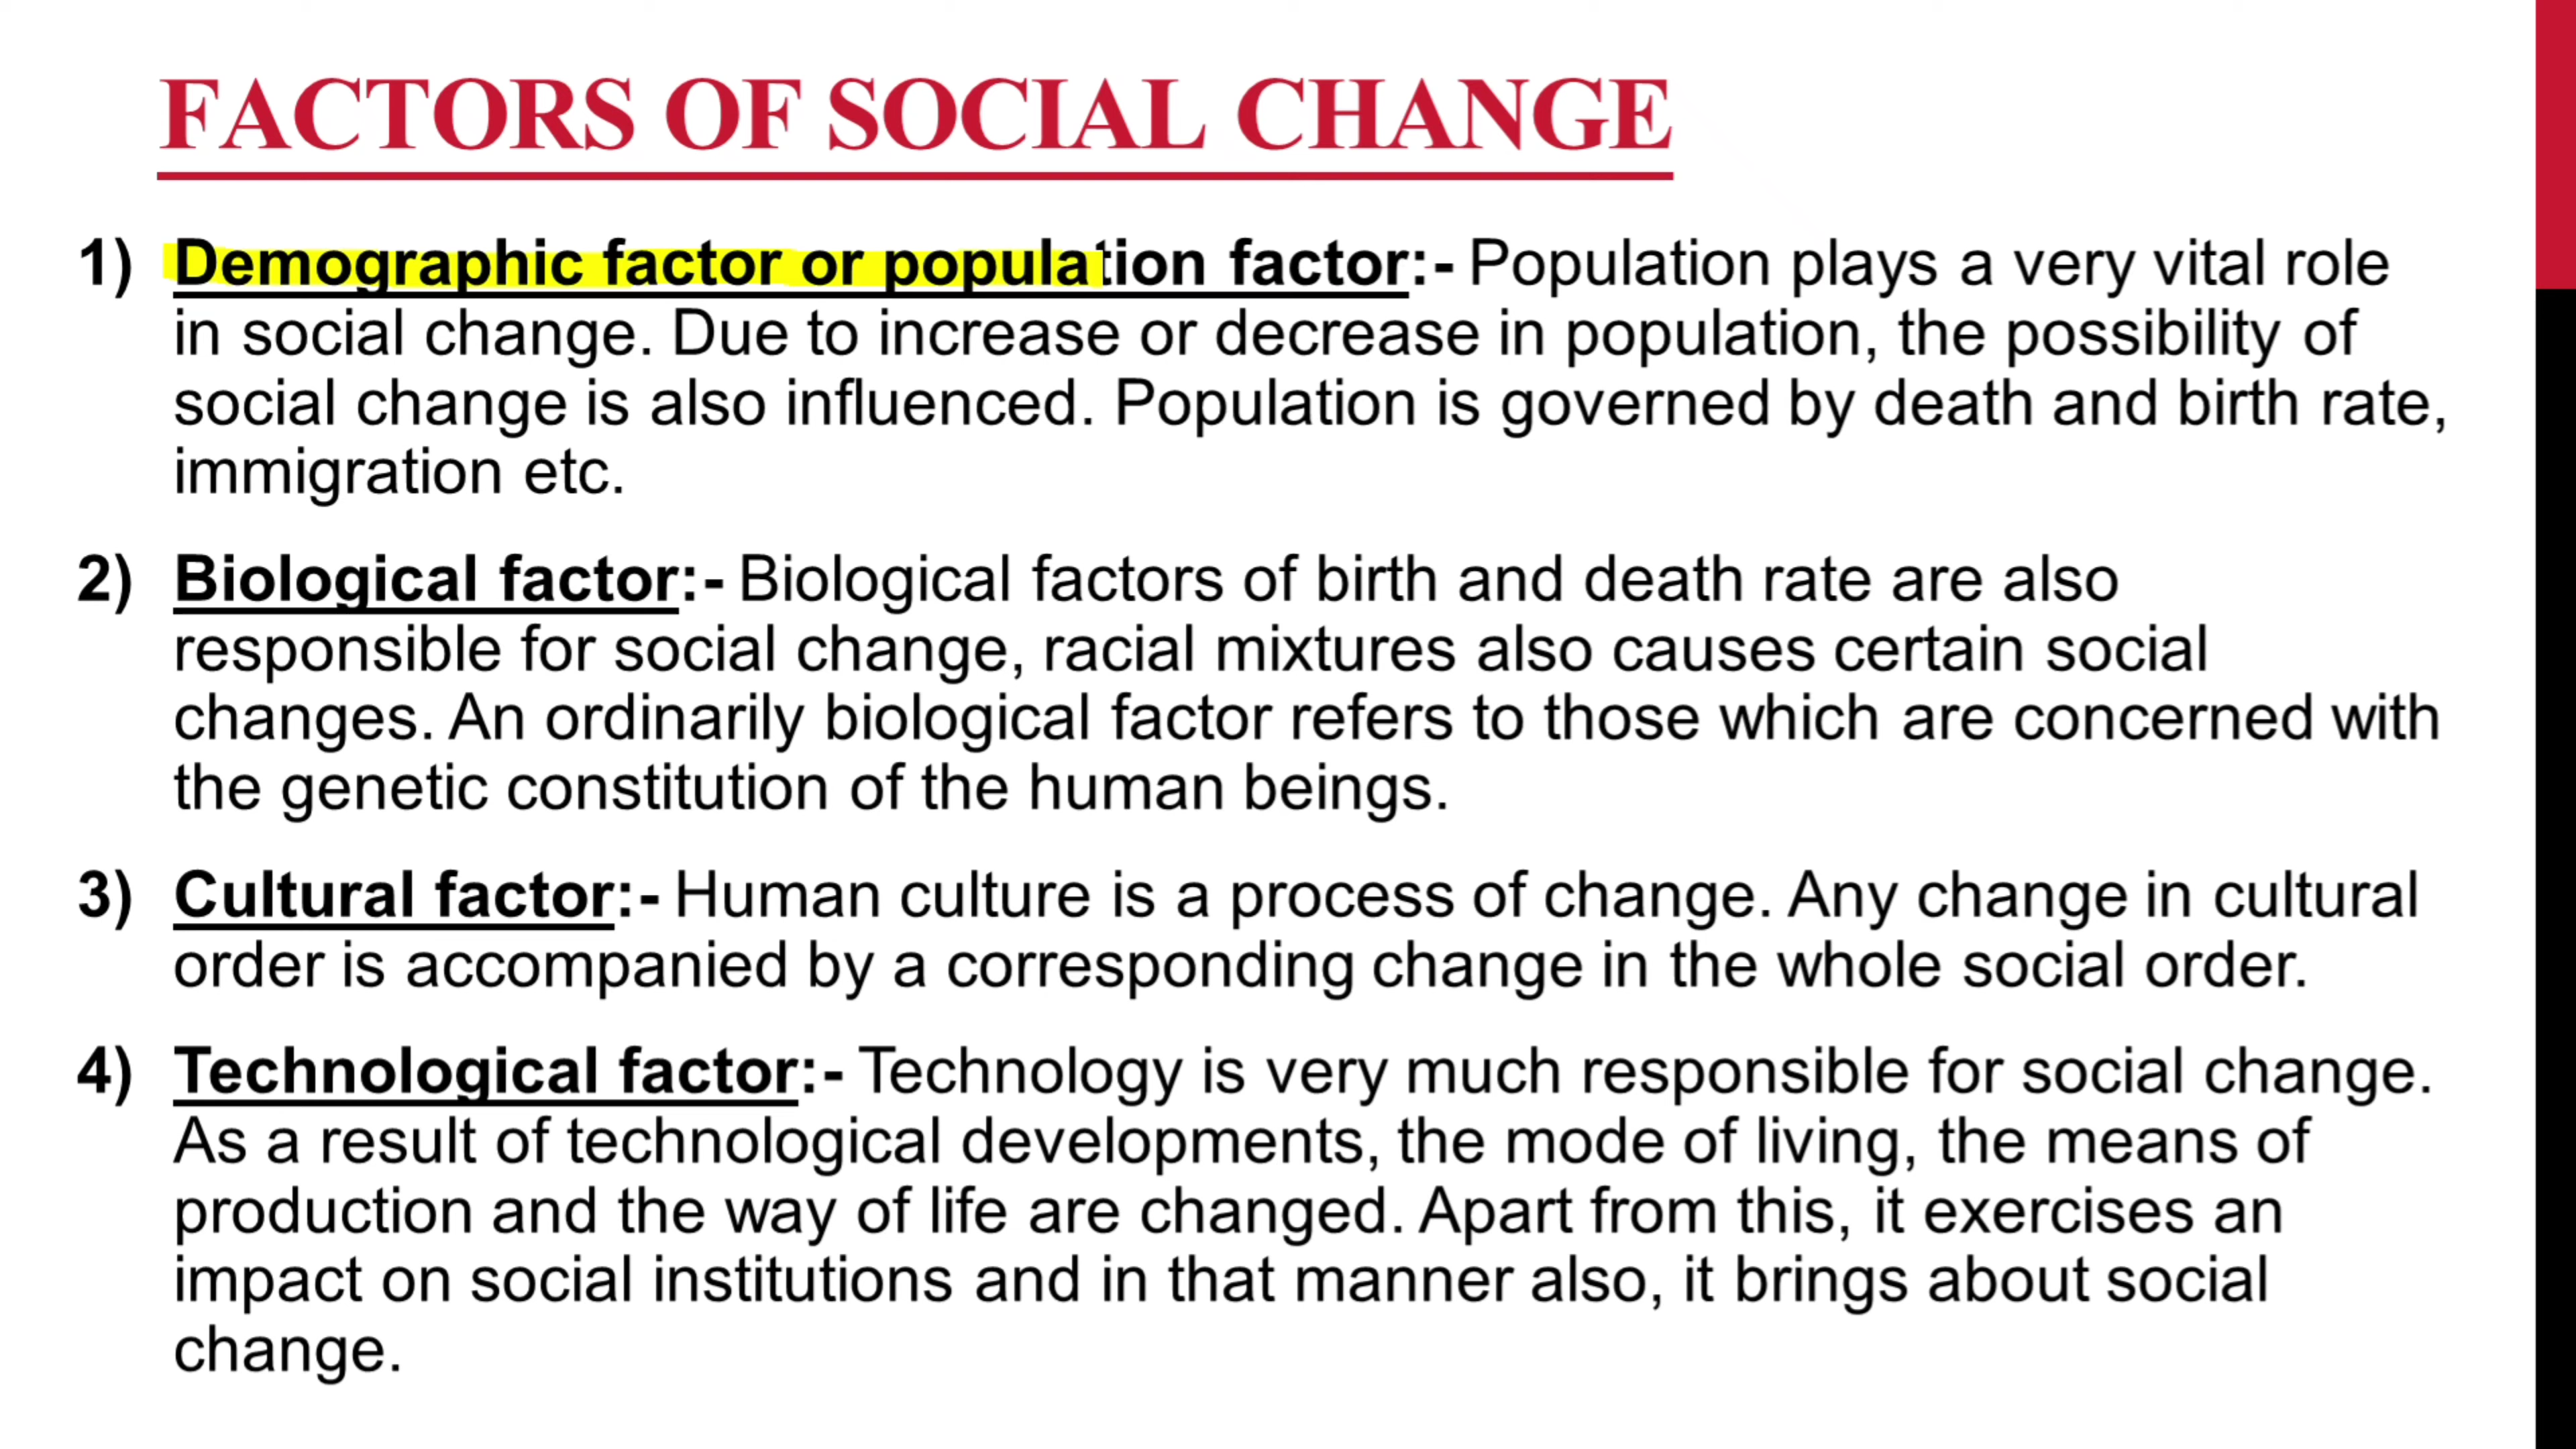 FACTORS OF SOCIAL CHANGE
1) Demographic factor or population factor:- Population plays a very vital role
in social change. Due to increase or decrease in population, the possibility of
social change is also influenced. Population is governed by death and birth rate,
immigration etc.
2) Biological factor:- Biological factors of birth and death rate are also
responsible for social change, racial mixtures also causes certain social
changes. An ordinarily biological factor refers to those which are concerned with
the genetic constitution of the human beings.
3) Cultural factor:- Human culture is a process of change. Any change in cultural
order is accompanied by a corresponding change in the whole social order.
4) Technological factor:- Technology is very much responsible for social change.
As a result of technological developments, the mode of living, the means of
production and the way of life are changed. Apart from this, it exercises an
impact on social institutions and in that manner also, it brings about social
change.